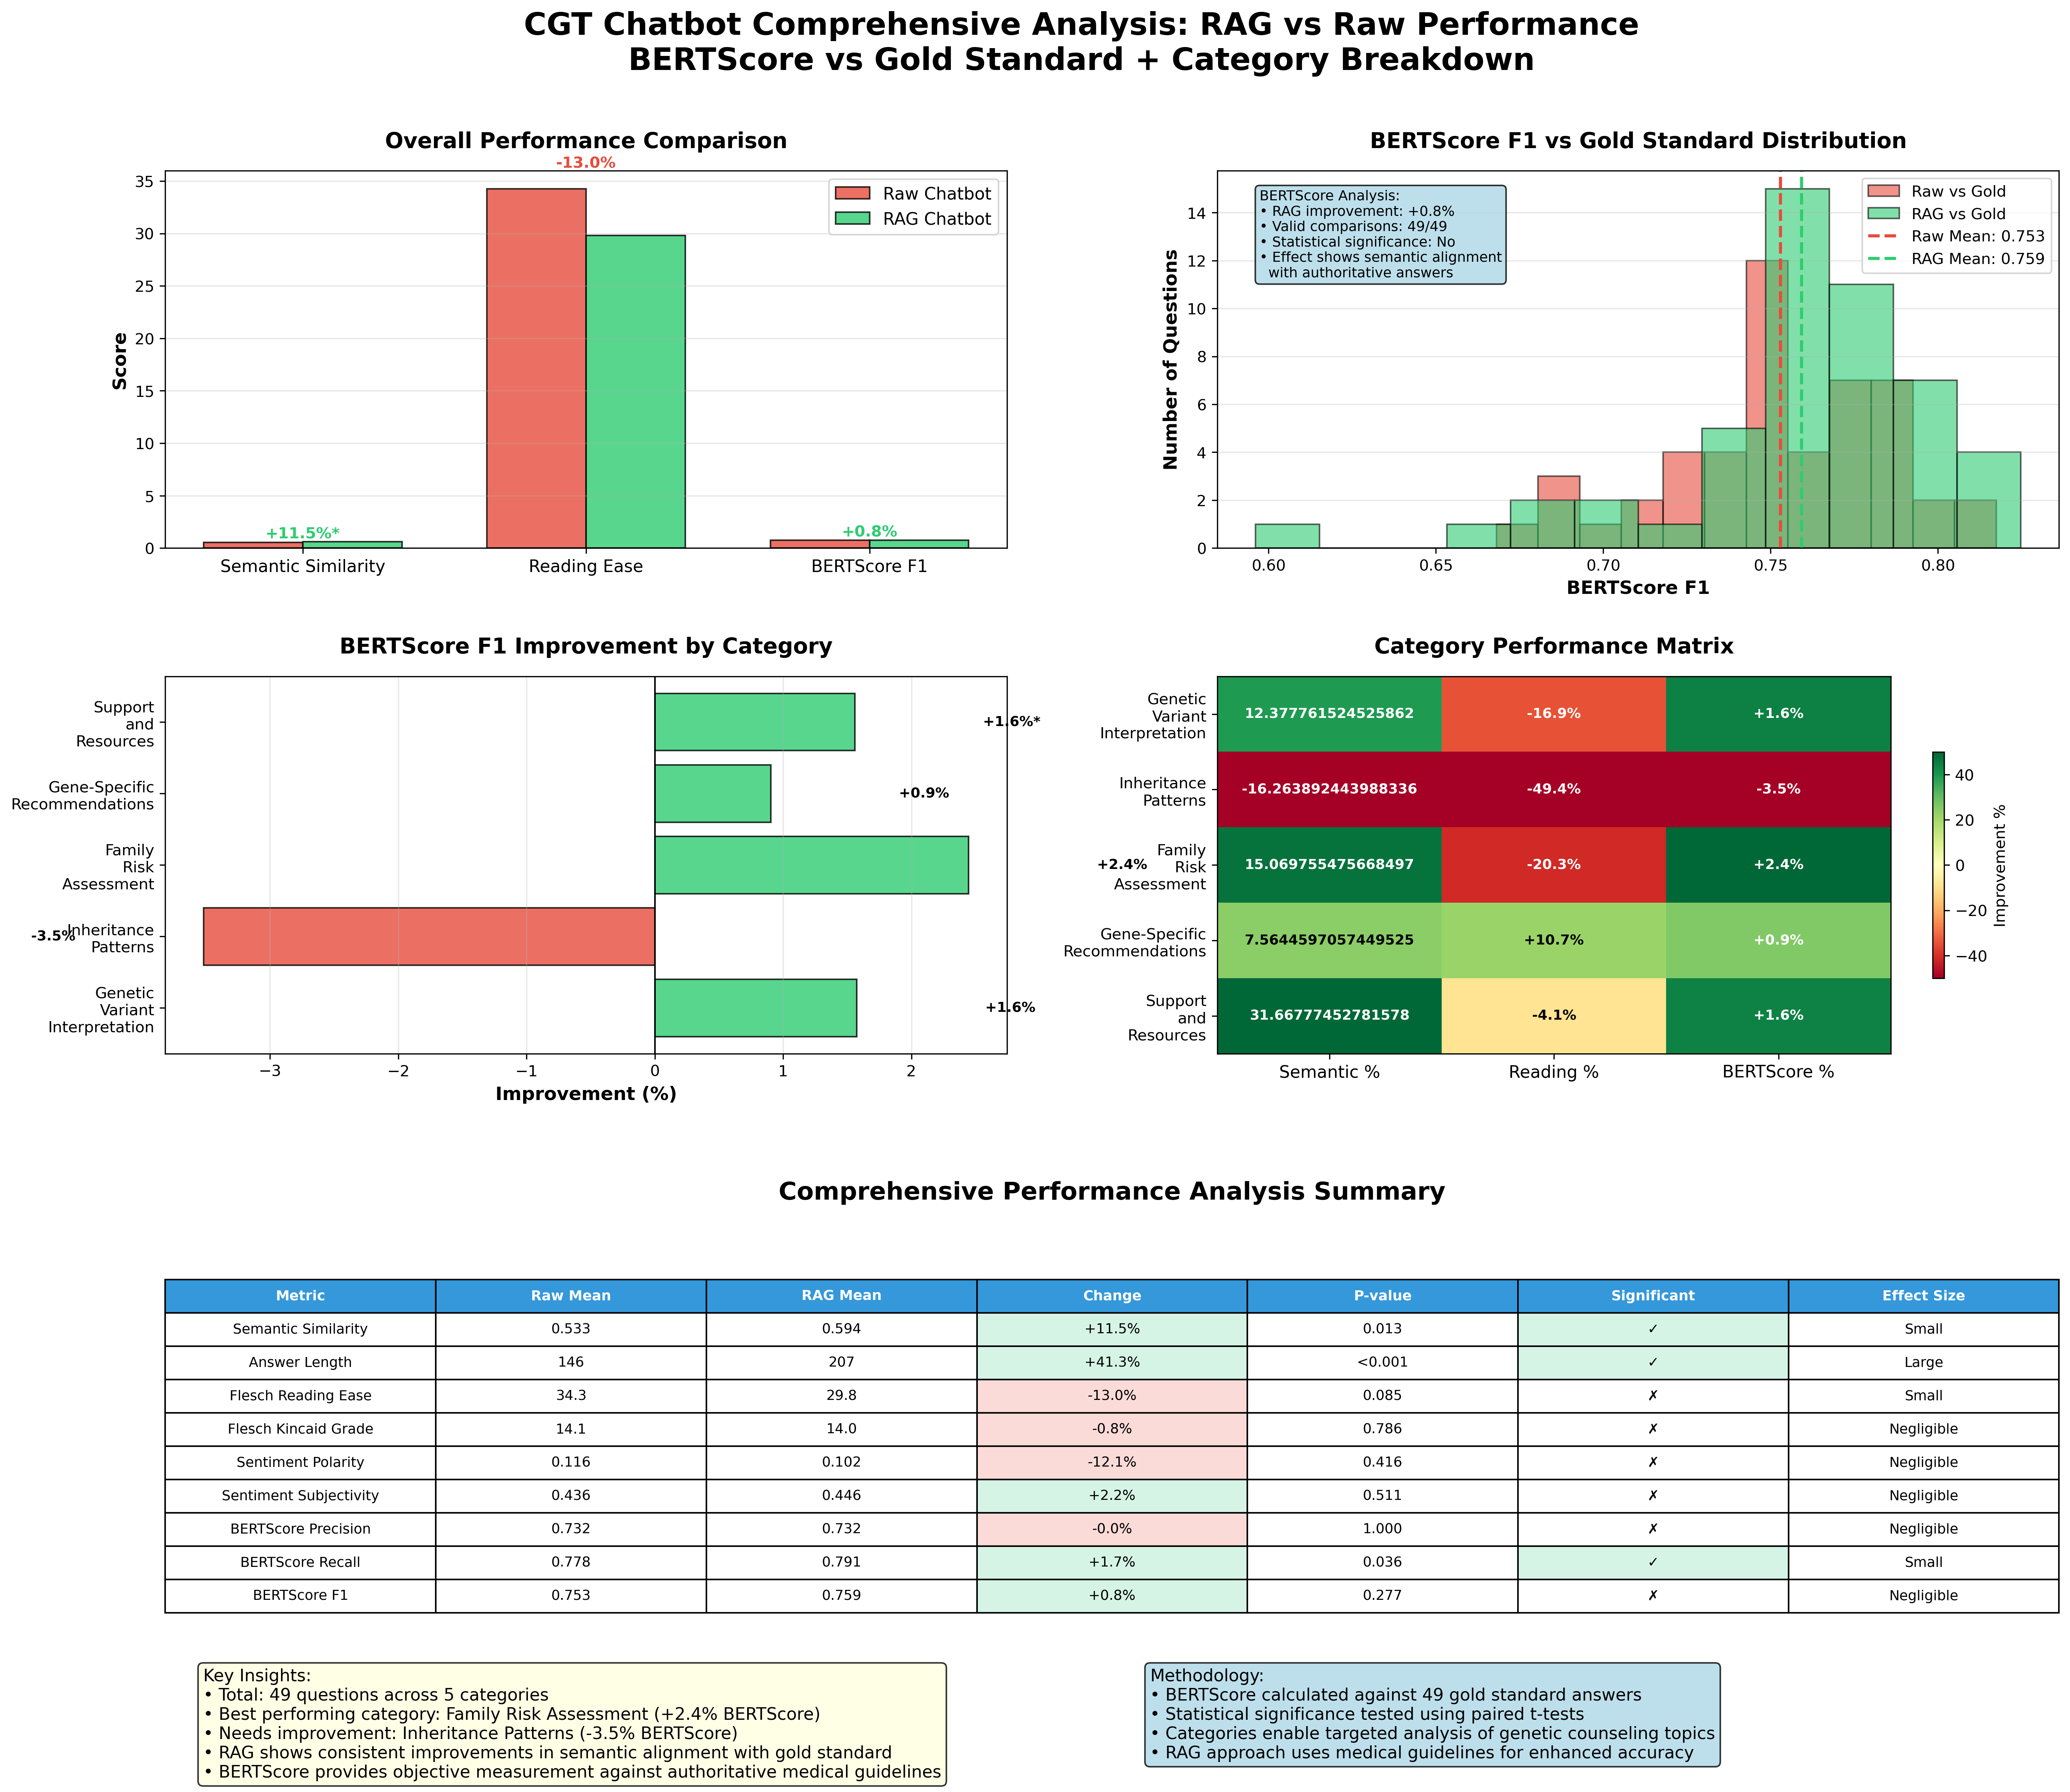 CGT Chatbot Comprehensive Analysis: RAG vs Raw Performance
BERTScore vs Gold Standard + Category Breakdown
Overall Performance Comparison
-13.0%
35
30
25
20
15
10
5
0
Score
Raw Chatbot
RAG Chatbot
+11.5%*
+0.8%
Semantic Similarity
Reading Ease
BERTScore F1
BERTScore F1 vs Gold Standard Distribution
BERTScore Analysis:
• RAG improvement: +0.8%
• Valid comparisons: 49/49
• Statistical significance: No
• Effect shows semantic alignment
with authoritative answers
Raw vs Gold
RAG vs Gold
Raw Mean: 0.753
RAG Mean: 0.759
14
12
10
8
6
4
2
0
Number of Questions
0.60
0.65
0.70
0.75
0.80
BERTScore F1
BERTScore F1 Improvement by Category
Support
and
Resources
+1.6%*
Gene-Specific
Recommendations
+0.9%
Family
Risk
Assessment
+2.4%
Inheritance
Patterns
-3.5%
Genetic
Variant
Interpretation
+1.6%
−3
−2
−1
0
1
2
Improvement (%)
Category Performance Matrix
Genetic
Variant
Interpretation
12.377761524525862
-16.9%
+1.6%
Inheritance
Patterns
-16.263892443988336
-49.4%
-3.5%
Family
Risk
Assessment
15.069755475668497
-20.3%
+2.4%
Gene-Specific
Recommendations
7.5644597057449525
+10.7%
+0.9%
Support
and
Resources
31.66777452781578
-4.1%
+1.6%
Semantic %
Reading %
BERTScore %
40
20
0
−20
−40
Improvement %
Comprehensive Performance Analysis Summary
Metric Raw Mean RAG Mean Change P-value Significant Effect Size
Semantic Similarity 0.533 0.594 +11.5% 0.013 ✓ Small
Answer Length 146 207 +41.3% <0.001 ✓ Large
Flesch Reading Ease 34.3 29.8 -13.0% 0.085 ✗ Small
Flesch Kincaid Grade 14.1 14.0 -0.8% 0.786 ✗ Negligible
Sentiment Polarity 0.116 0.102 -12.1% 0.416 ✗ Negligible
Sentiment Subjectivity 0.436 0.446 +2.2% 0.511 ✗ Negligible
BERTScore Precision 0.732 0.732 -0.0% 1.000 ✗ Negligible
BERTScore Recall 0.778 0.791 +1.7% 0.036 ✓ Small
BERTScore F1 0.753 0.759 +0.8% 0.277 ✗ Negligible
Key Insights:
• Total: 49 questions across 5 categories
• Best performing category: Family Risk Assessment (+2.4% BERTScore)
• Needs improvement: Inheritance Patterns (-3.5% BERTScore)
• RAG shows consistent improvements in semantic alignment with gold standard
• BERTScore provides objective measurement against authoritative medical guidelines
Methodology:
• BERTScore calculated against 49 gold standard answers
• Statistical significance tested using paired t-tests
• Categories enable targeted analysis of genetic counseling topics
• RAG approach uses medical guidelines for enhanced accuracy